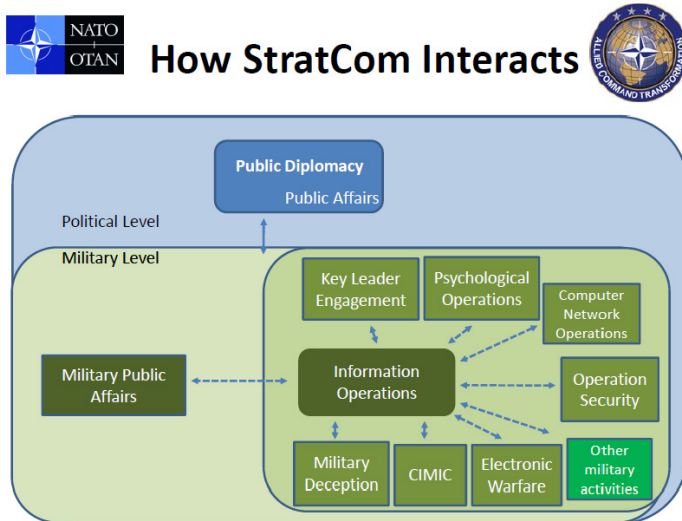 NATO
OTAN
How StratCom Interacts
ALLIED COMMAND TRANSFORMATION
Public Diplomacy
Public Affairs
Political Level
Military Level
Key Leader
Engagement
Psychological
Operations
Computer
Network
Operations
Military Public
Affairs
Information
Operations
Operation
Security
Military
Deception
CIMIC
Electronic
Warfare
Other
military
activities